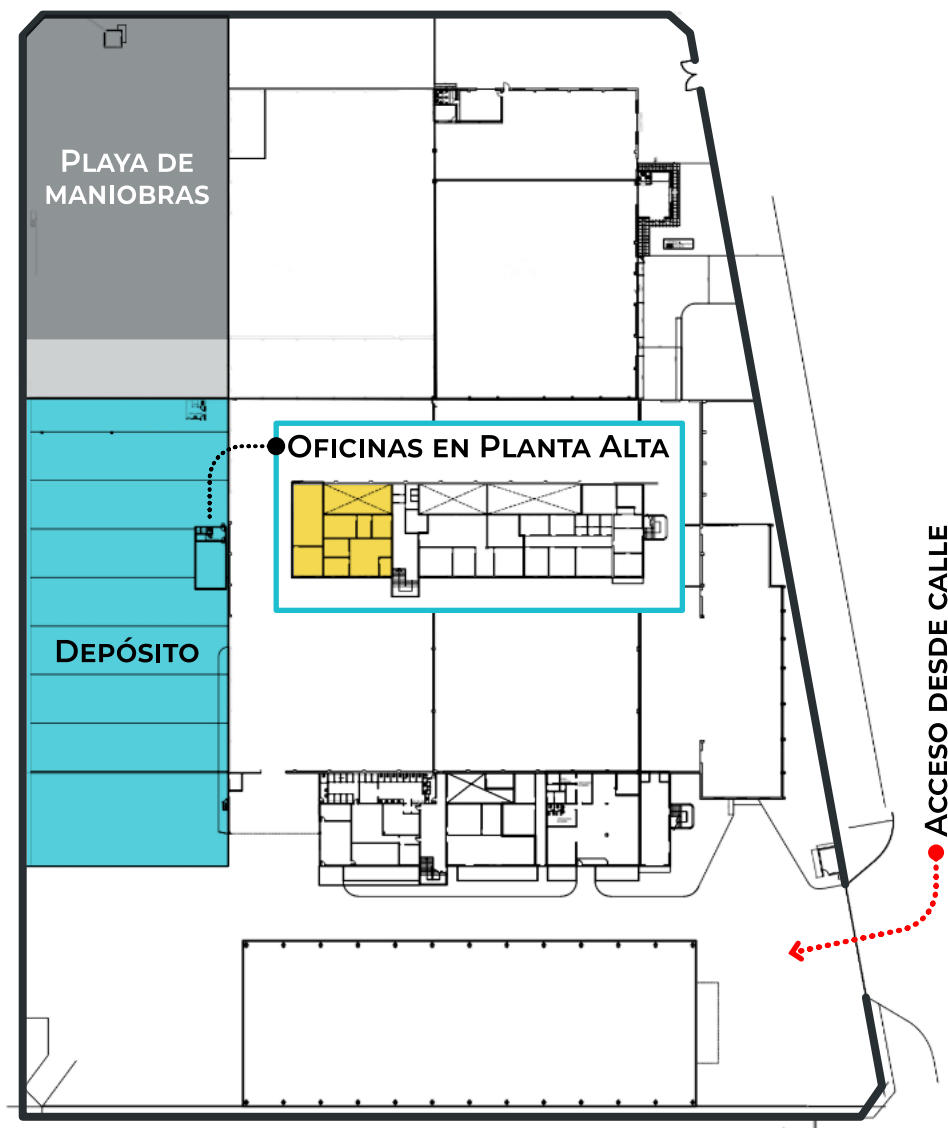 PLAYA DE
MANIOBRAS
OFICINAS EN PLANTA ALTA
DEPÓSITO
ACCESO DESDE CALLE